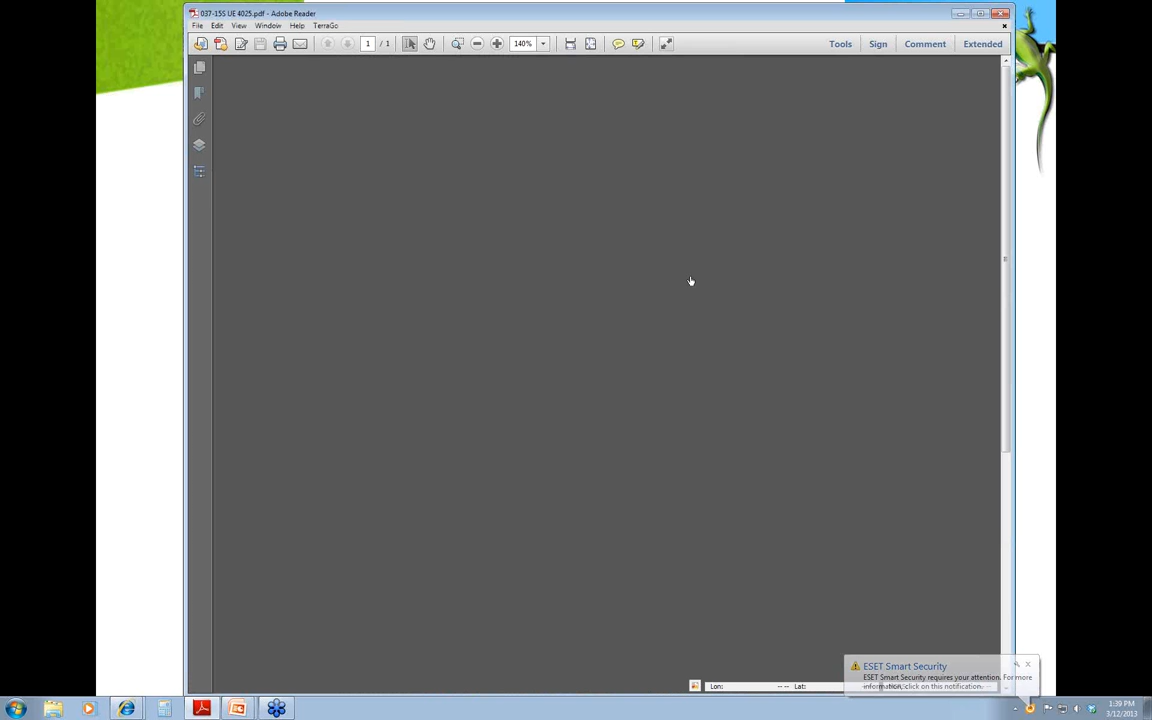 037-15S UE 4025.pdf - Adobe Reader
File Edit View Window Help TerraGo
1 / 1 140% Tools Sign Comment Extended
Lon: -- -- Lat:
ESET Smart Security
ESET Smart Security requires your attention. For more
information, click on this notification.
1:39 PM
3/12/2013